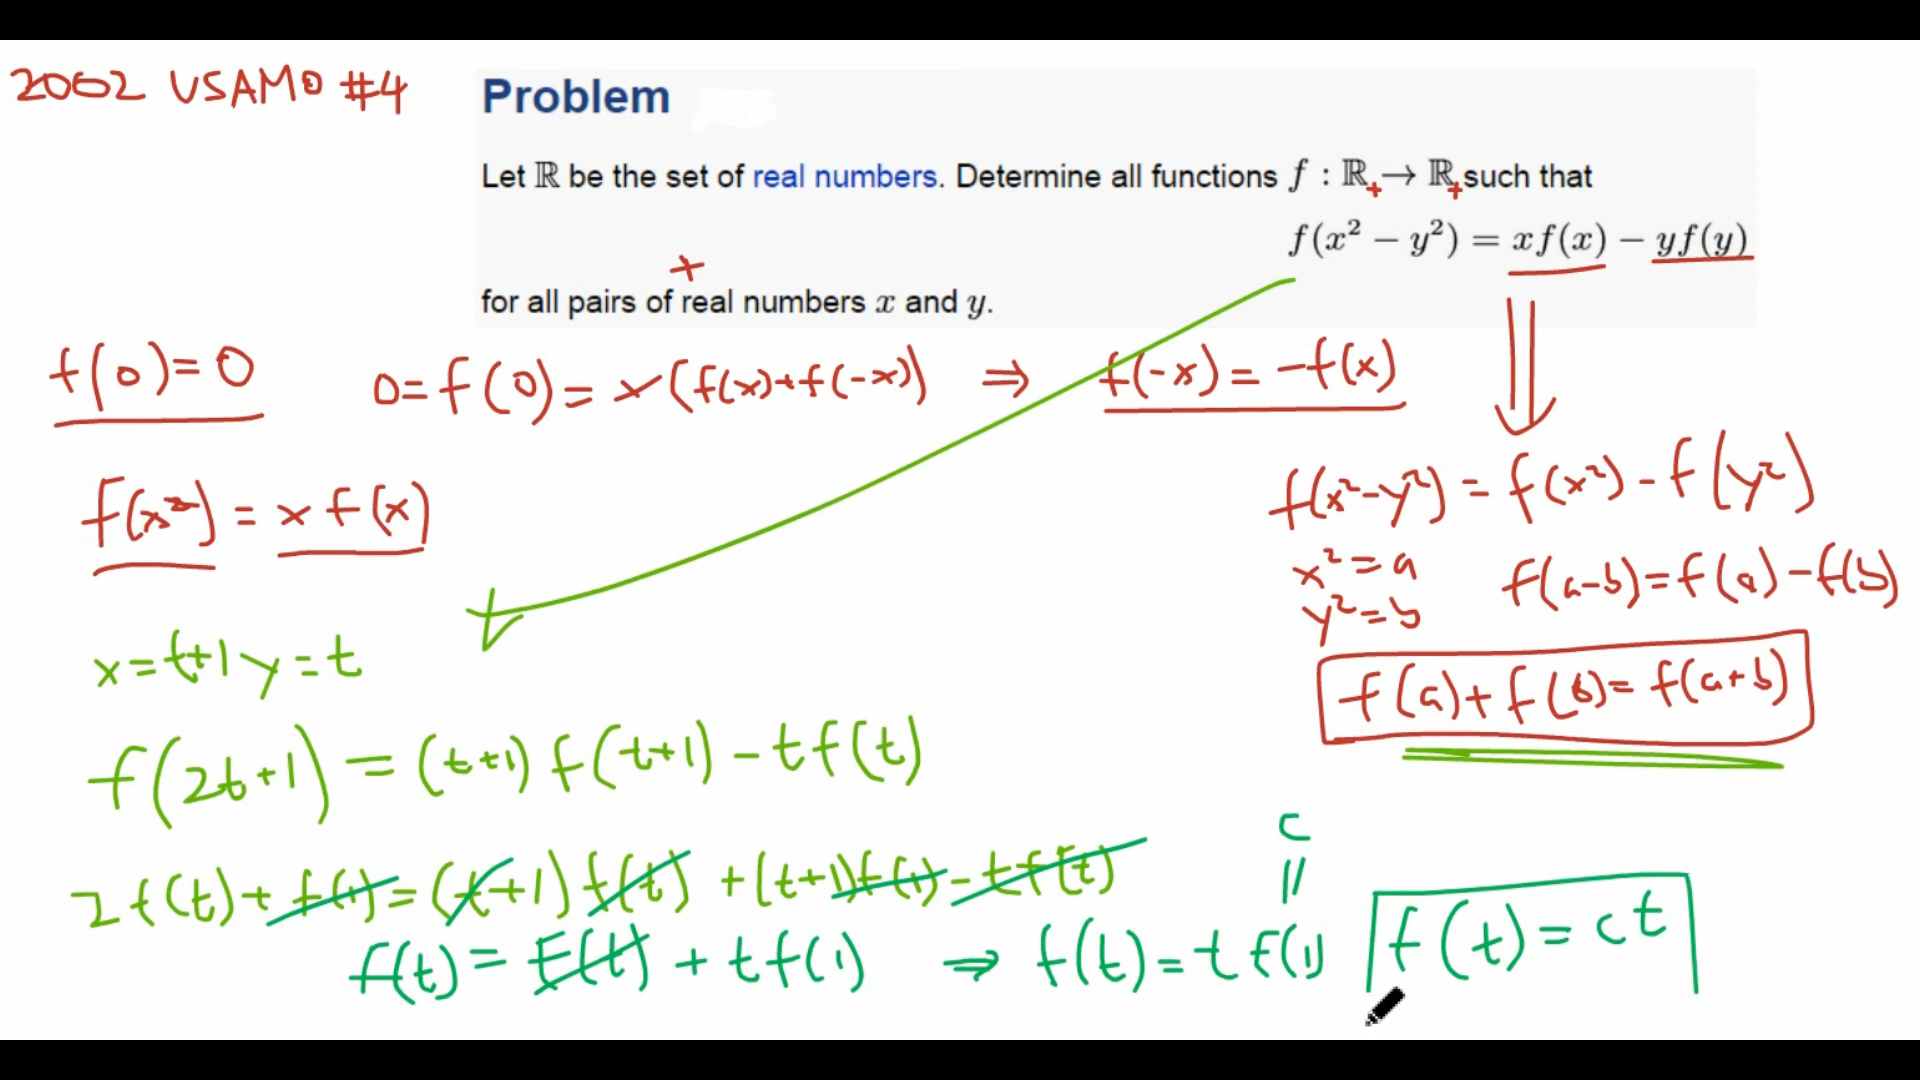 2002 USAMO #4
Problem
Let ℝ be the set of real numbers. Determine all functions f : ℝ₊ → ℝ₊ such that
f(x² − y²) = xf(x) − yf(y)
+
for all pairs of real numbers x and y.
f(0)=0
0=f(0)=x(f(x)+f(-x)) ⇒ f(-x)=-f(x)
f(x²)=xf(x)
f(x²-y²)=f(x²)-f(y²)
x²=a
y²=b
f(a-b)=f(a)-f(b)
f(a)+f(b)=f(a+b)
x=t+1 y=t
f(2t+1)=(t+1)f(t+1)-tf(t)
2f(t)+f(1)=(t+1)f(t)+(t+1)f(1)-tf(t)
f(t)=f(t)+tf(1) ⇒ f(t)=tf(1)
c
=
f(t)=ct